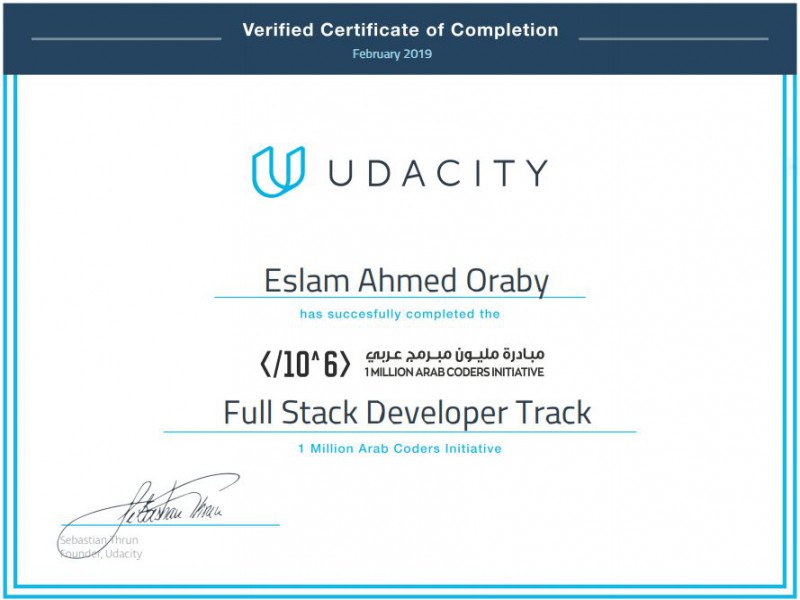 Verified Certificate of Completion
February 2019
UDACITY
Eslam Ahmed Oraby
has succesfully completed the
</10^6>
مبادرة مليون مبرمج عربي
1 MILLION ARAB CODERS INITIATIVE
Full Stack Developer Track
1 Million Arab Coders Initiative
Sebastian Thrun
Sebastian Thrun
Founder, Udacity